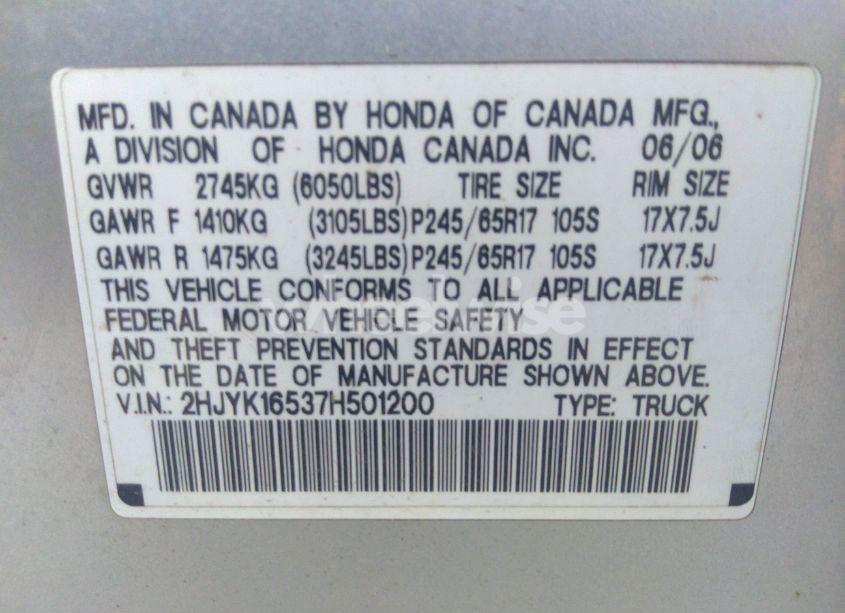 MFD. IN CANADA BY HONDA OF CANADA MFG.,
A DIVISION OF HONDA CANADA INC. 06/06
GVWR 2745KG (6050LBS) TIRE SIZE RIM SIZE
GAWR F 1410KG (3105LBS) P245/65R17 105S 17X7.5J
GAWR R 1475KG (3245LBS) P245/65R17 105S 17X7.5J
THIS VEHICLE CONFORMS TO ALL APPLICABLE
FEDERAL MOTOR VEHICLE SAFETY
AND THEFT PREVENTION STANDARDS IN EFFECT
ON THE DATE OF MANUFACTURE SHOWN ABOVE.
V.I.N.: 2HJYK16537H501200 TYPE: TRUCK